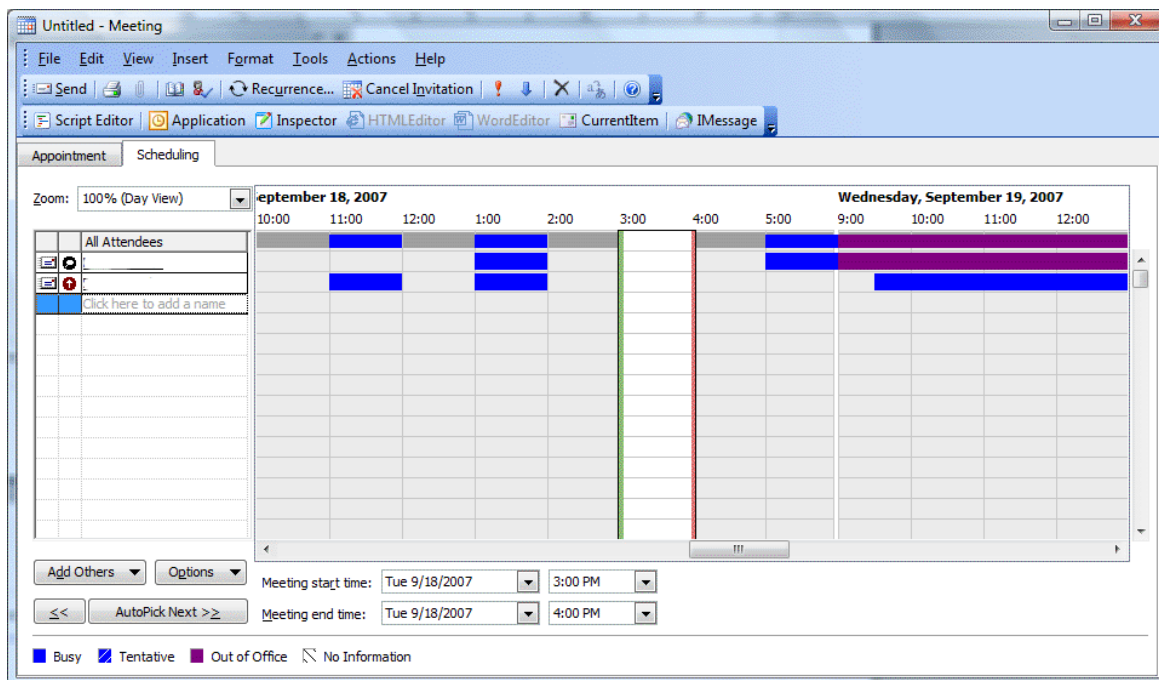 Untitled - Meeting
File Edit View Insert Format Tools Actions Help
Send Recurrence... Cancel Invitation
Script Editor Application Inspector HTMLEditor WordEditor CurrentItem IMessage
Appointment Scheduling
Zoom: 100% (Day View) eptember 18, 2007 Wednesday, September 19, 2007
10:00 11:00 12:00 1:00 2:00 3:00 4:00 5:00 9:00 10:00 11:00 12:00
All Attendees
Click here to add a name
Add Others Options Meeting start time: Tue 9/18/2007 3:00 PM
<< AutoPick Next >> Meeting end time: Tue 9/18/2007 4:00 PM
Busy Tentative Out of Office No Information